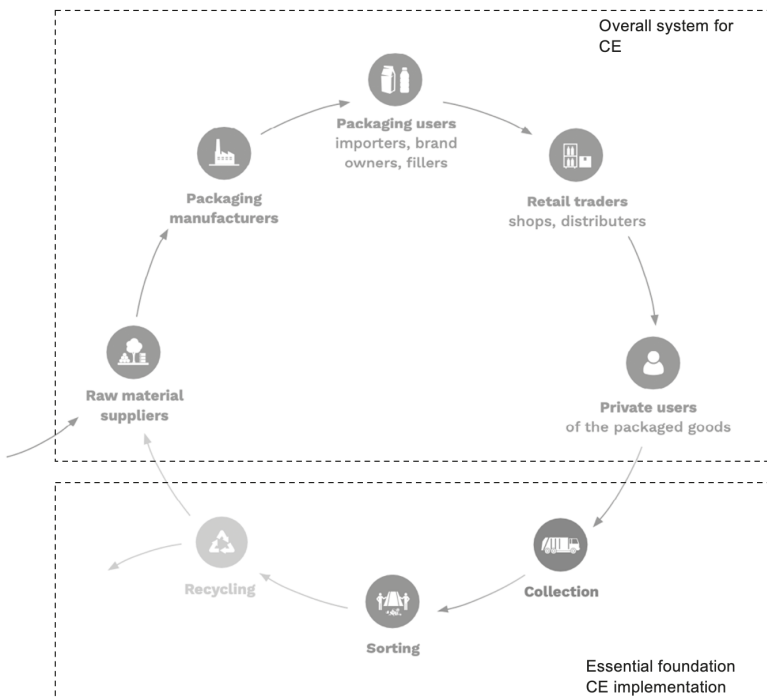 Overall system for
CE
Packaging users
importers, brand
owners, fillers
Packaging
manufacturers
Retail traders
shops, distributers
Raw material
suppliers
Private users
of the packaged goods
Recycling
Collection
Sorting
Essential foundation
CE implementation